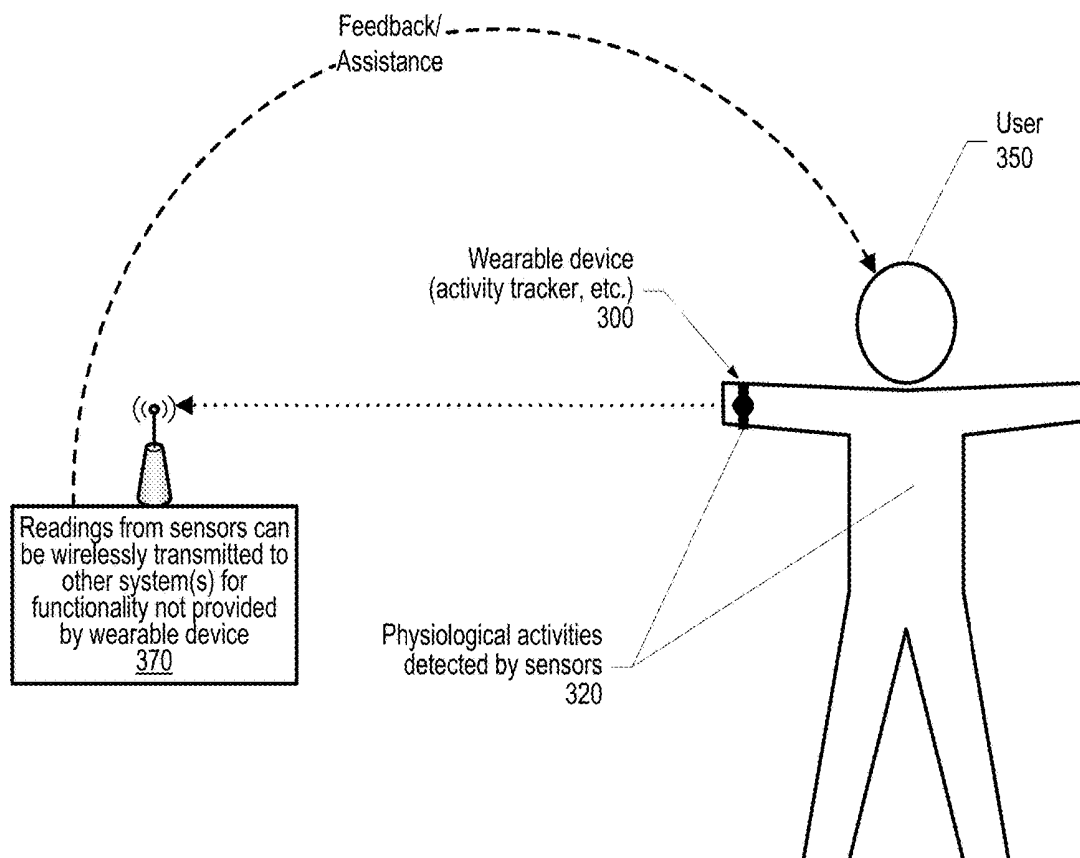 Feedback/
Assistance
User
350
Wearable device
(activity tracker, etc.)
300
Readings from sensors can
be wirelessly transmitted to
other system(s) for
functionality not provided
by wearable device
370
Physiological activities
detected by sensors
320